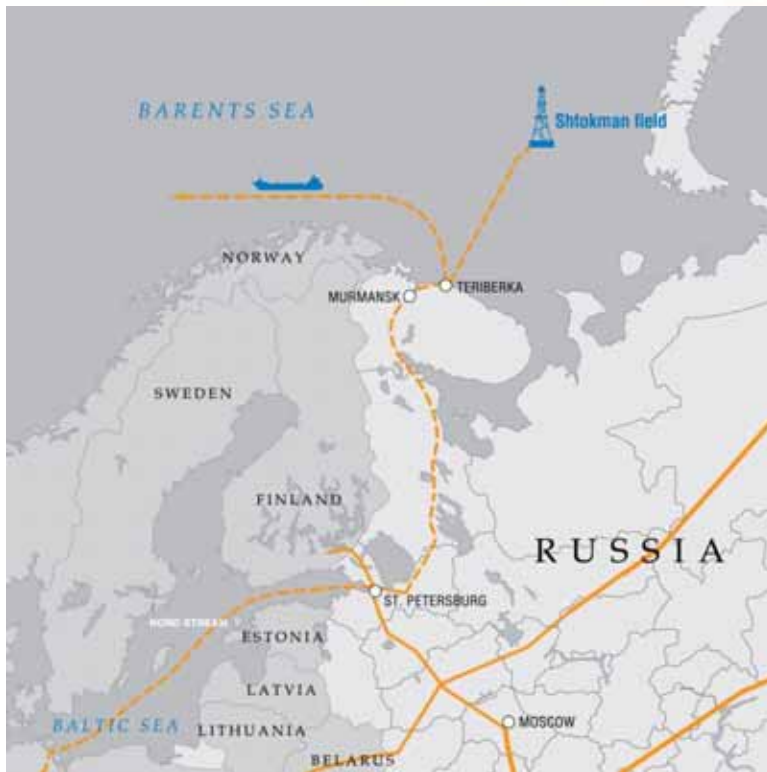 BARENTS SEA
Shtokman field
NORWAY
TERIBERKA
MURMANSK
SWEDEN
FINLAND
RUSSIA
ST. PETERSBURG
NORD STREAM
ESTONIA
LATVIA
BALTIC SEA
MOSCOW
LITHUANIA
BELARUS